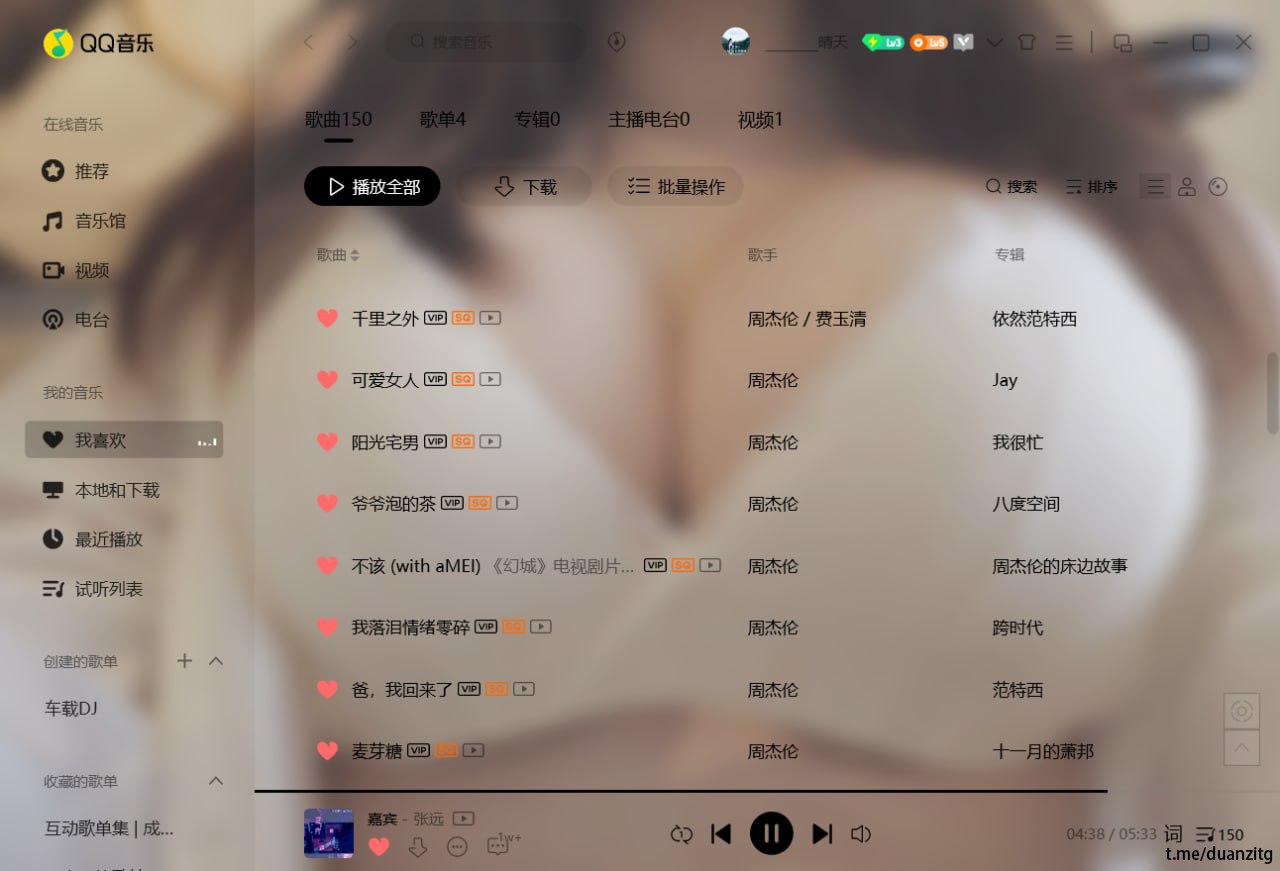 QQ音乐
搜索音乐
晴天
Lv3
Lv5
在线音乐
推荐
音乐馆
视频
电台
我的音乐
我喜欢
本地和下载
最近播放
试听列表
创建的歌单
车载DJ
收藏的歌单
互动歌单集 | 成...
歌曲150 歌单4 专辑0 主播电台0 视频1
播放全部 下载 批量操作 搜索 排序
歌曲 歌手 专辑
千里之外 VIP SQ 周杰伦 / 费玉清 依然范特西
可爱女人 VIP SQ 周杰伦 Jay
阳光宅男 VIP SQ 周杰伦 我很忙
爷爷泡的茶 VIP SQ 周杰伦 八度空间
不该 (with aMEI) 《幻城》电视剧片... VIP SQ 周杰伦 周杰伦的床边故事
我落泪情绪零碎 VIP SQ 周杰伦 跨时代
爸，我回来了 VIP SQ 周杰伦 范特西
麦芽糖 VIP SQ 周杰伦 十一月的萧邦
嘉宾 - 张远
1w+
04:38 / 05:33 词 150
t.me/duanzitg